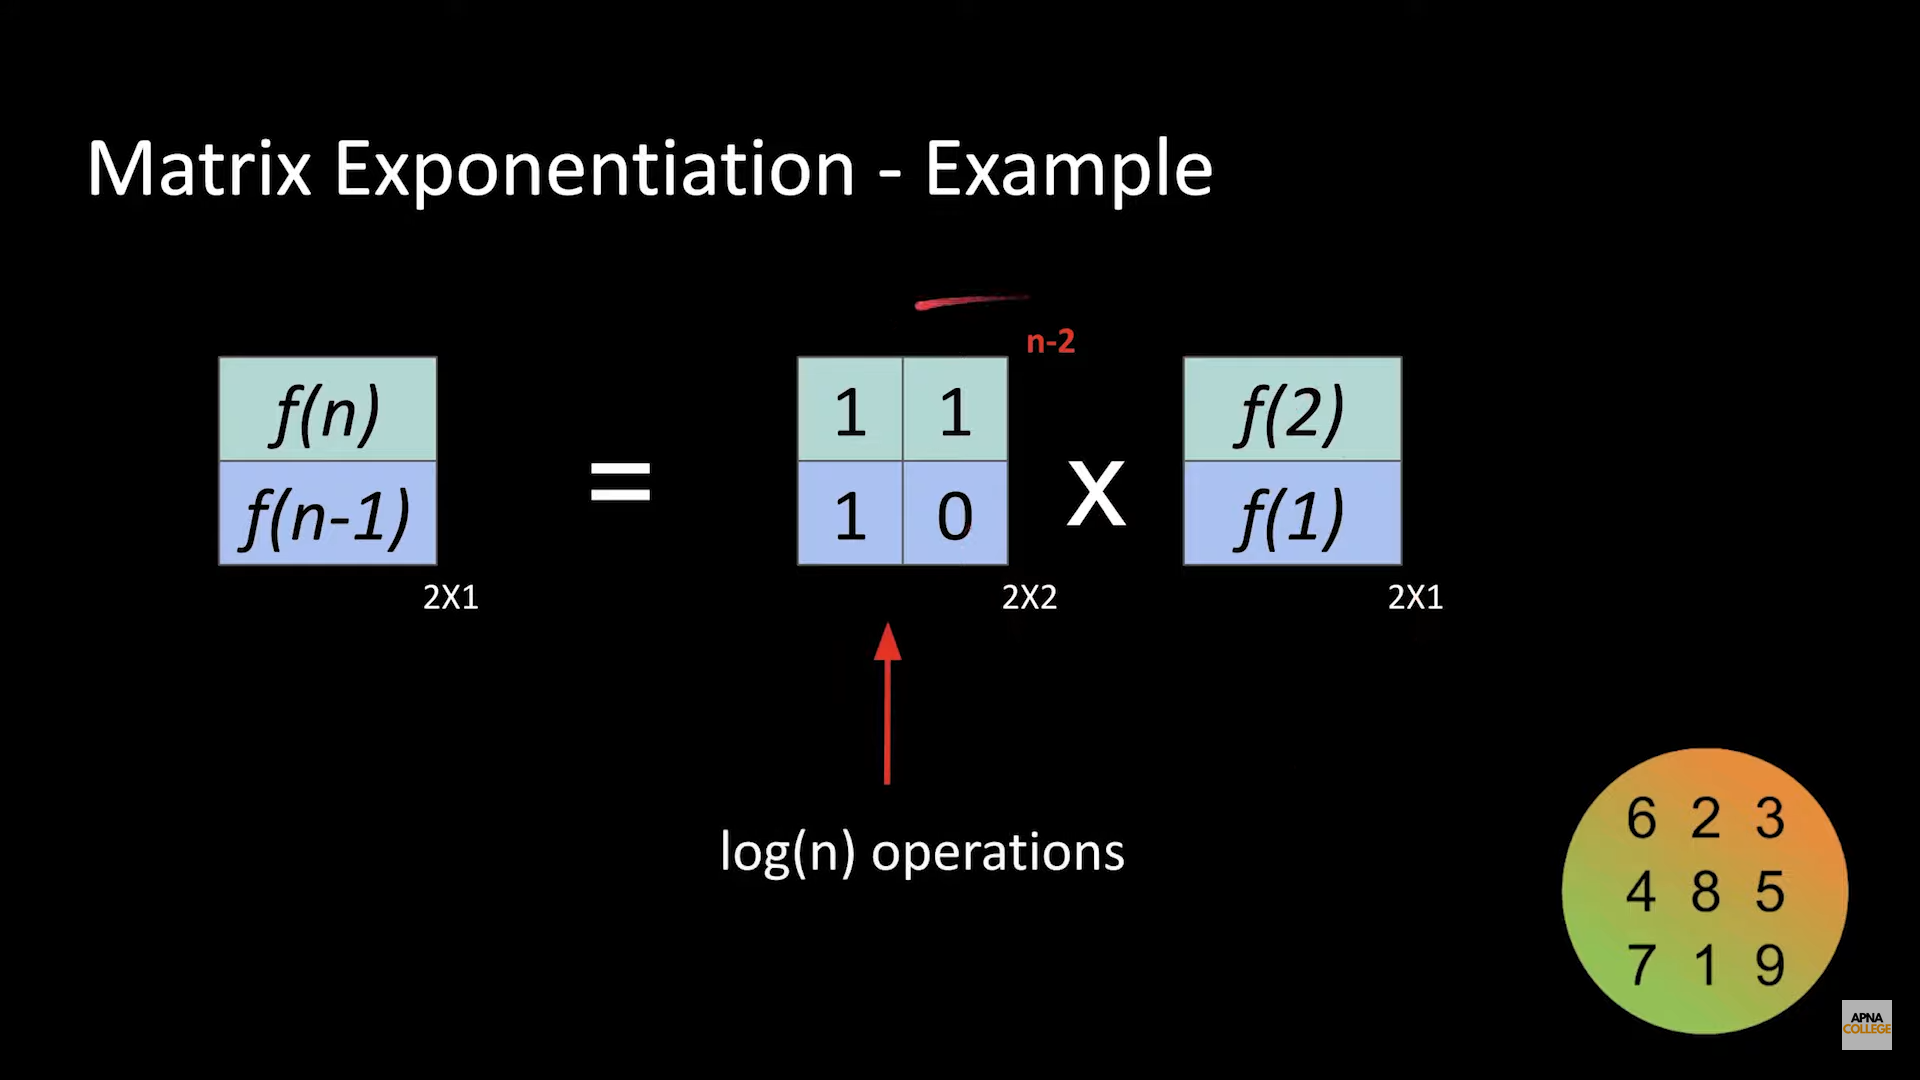 Matrix Exponentiation - Example
n-2
f(n)
f(n-1)
2X1
=
1 1
1 0
2X2
x
f(2)
f(1)
2X1
log(n) operations
6 2 3
4 8 5
7 1 9
APNA
COLLEGE